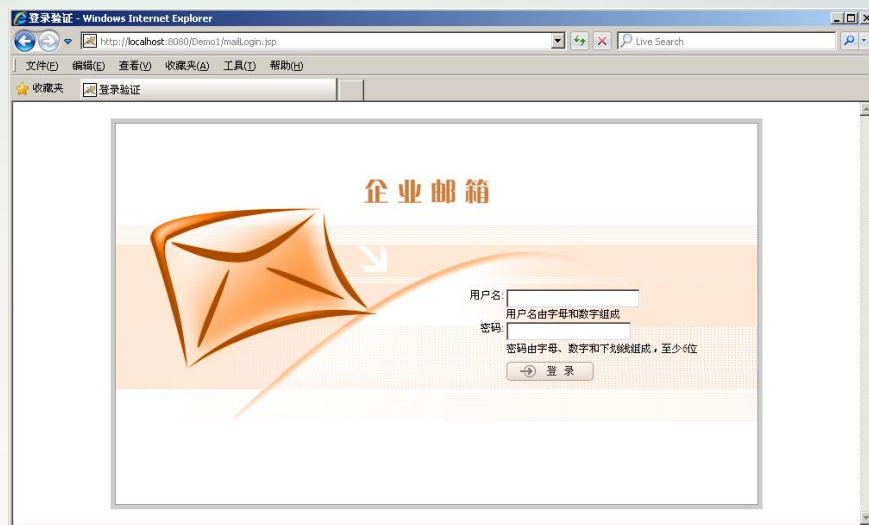 登录验证 - Windows Internet Explorer
http://localhost:8080/Demo1/mailLogin.jsp
Live Search
文件(F) 编辑(E) 查看(V) 收藏夹(A) 工具(T) 帮助(H)
收藏夹 登录验证
企业邮箱
用户名:
用户名由字母和数字组成
密码:
密码由字母、数字和下划线组成，至少6位
登 录